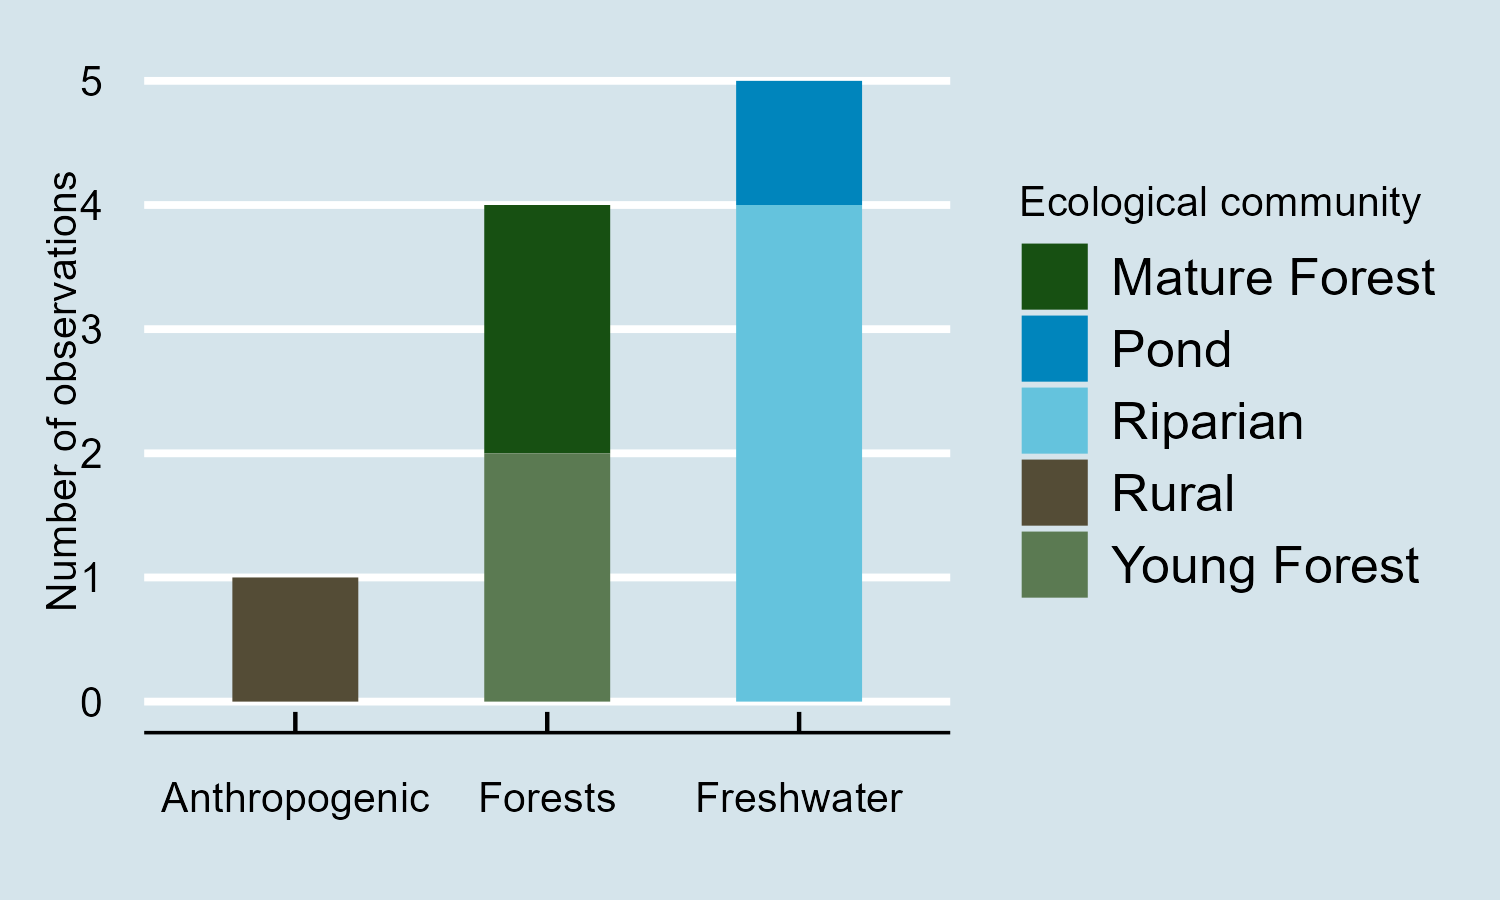 5
4
3
2
1
0
Number of observations
Anthropogenic
Forests
Freshwater
Ecological community
Mature Forest
Pond
Riparian
Rural
Young Forest